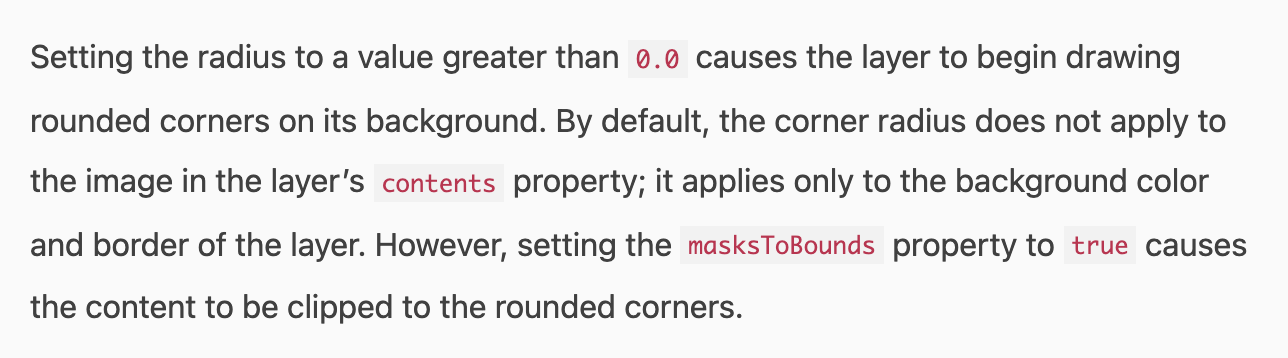 Setting the radius to a value greater than 0.0 causes the layer to begin drawing
rounded corners on its background. By default, the corner radius does not apply to
the image in the layer’s contents property; it applies only to the background color
and border of the layer. However, setting the masksToBounds property to true causes
the content to be clipped to the rounded corners.